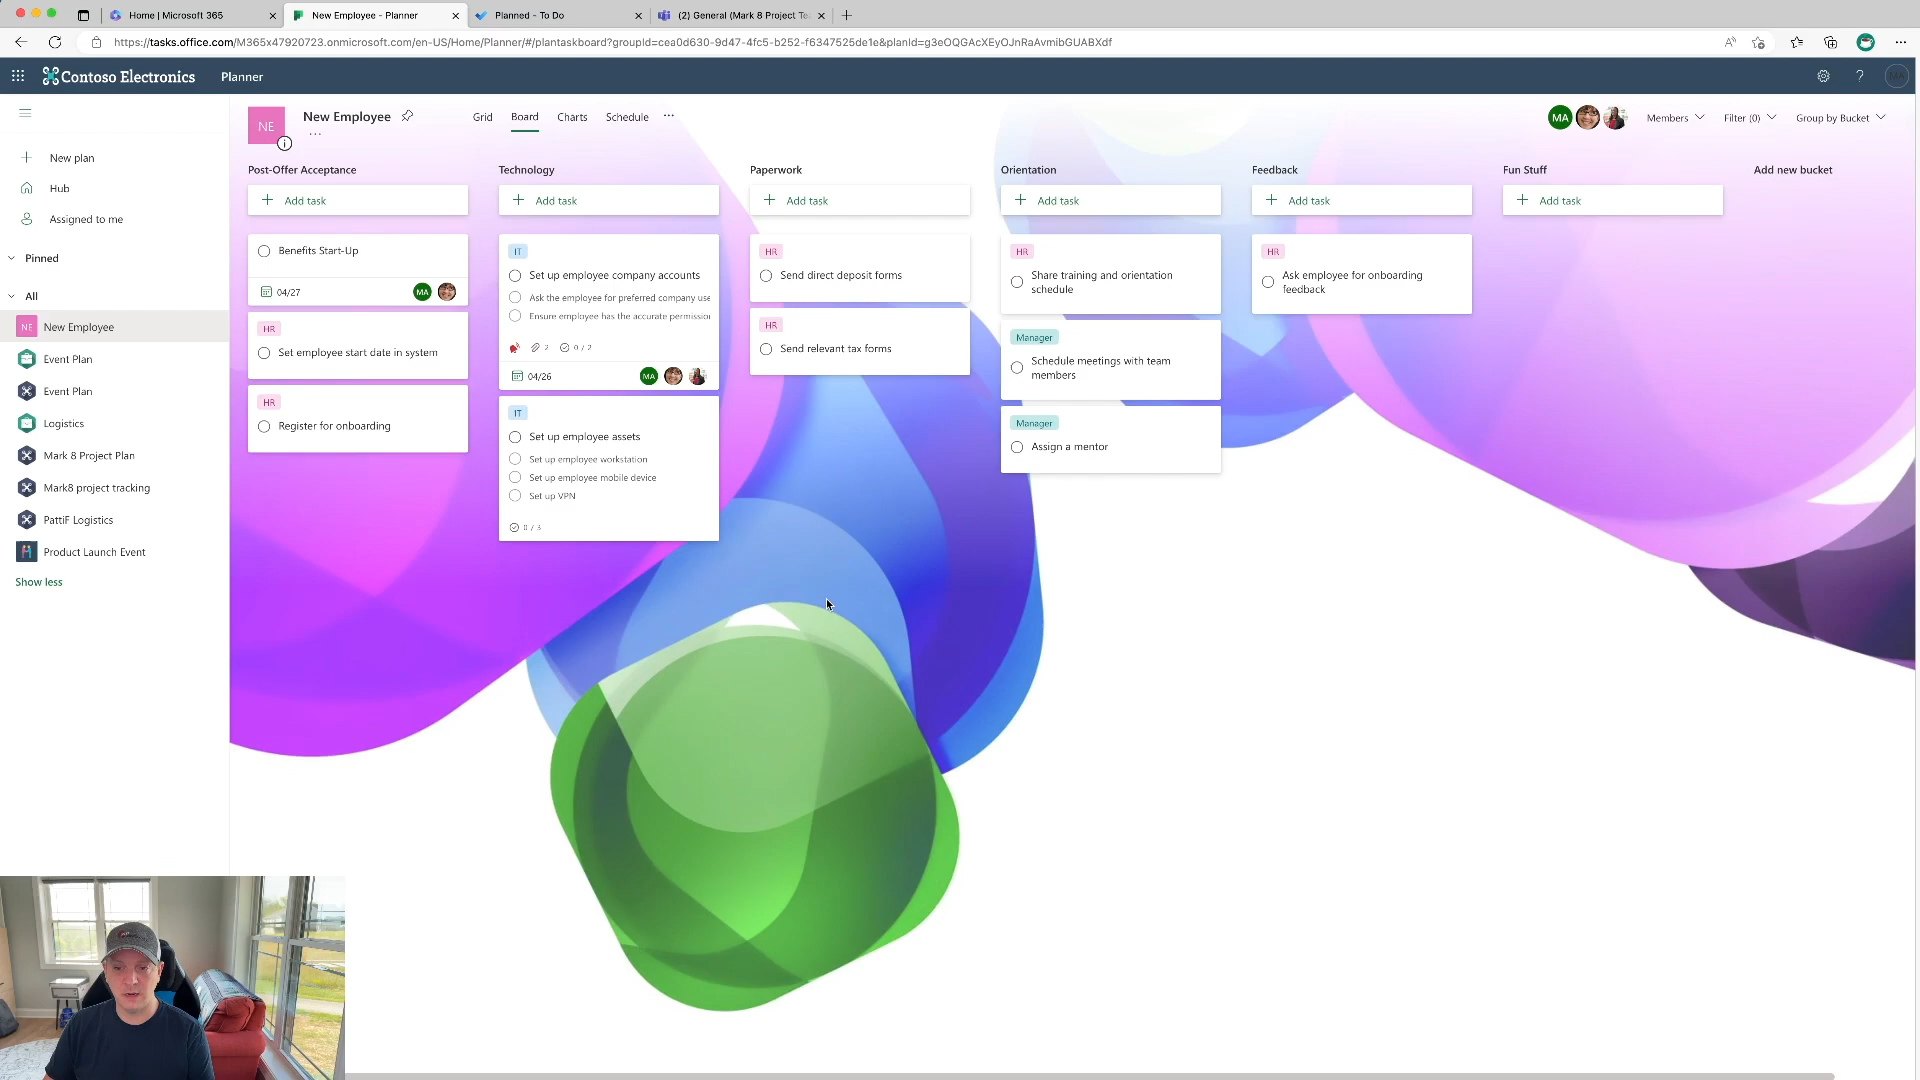 Home | Microsoft 365
New Employee - Planner
Planned - To Do
(2) General (Mark 8 Project Te
https://tasks.office.com/M365x47920723.onmicrosoft.com/en-US/Home/Planner/#/plantaskboard?groupId=cea0d630-9d47-4fc5-b252-f6347525de1e&planId=g3eOQGAcXEyOJnRaAvmibGUABXdf
Contoso Electronics
Planner
MA
New plan
Hub
Assigned to me
Pinned
All
NE New Employee
Event Plan
Event Plan
Logistics
Mark 8 Project Plan
Mark8 project tracking
PattiF Logistics
Product Launch Event
Show less
NE
New Employee
Grid
Board
Charts
Schedule
MA
Members
Filter (0)
Group by Bucket
Post-Offer Acceptance
Add task
Benefits Start-Up
04/27
MA
HR
Set employee start date in system
HR
Register for onboarding
Technology
Add task
IT
Set up employee company accounts
Ask the employee for preferred company use
Ensure employee has the accurate permission
2
0 / 2
04/26
MA
IT
Set up employee assets
Set up employee workstation
Set up employee mobile device
Set up VPN
0 / 3
Paperwork
Add task
HR
Send direct deposit forms
HR
Send relevant tax forms
Orientation
Add task
HR
Share training and orientation
schedule
Manager
Schedule meetings with team
members
Manager
Assign a mentor
Feedback
Add task
HR
Ask employee for onboarding
feedback
Fun Stuff
Add task
Add new bucket